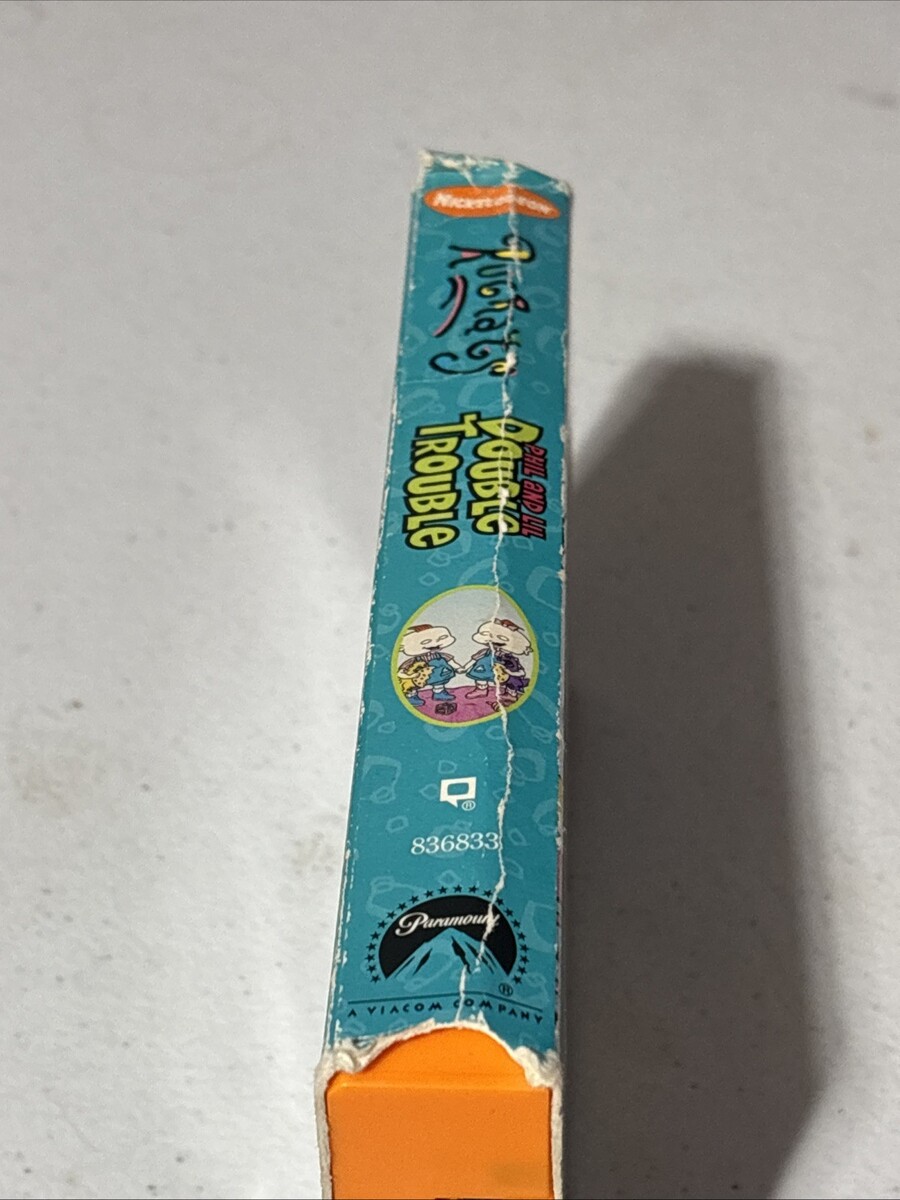 NICKELODEON
RUGRATS
PHIL AND LIL
DOUBLE
TROUBLE
®
836833
Paramount
®
A VIACOM COMPANY